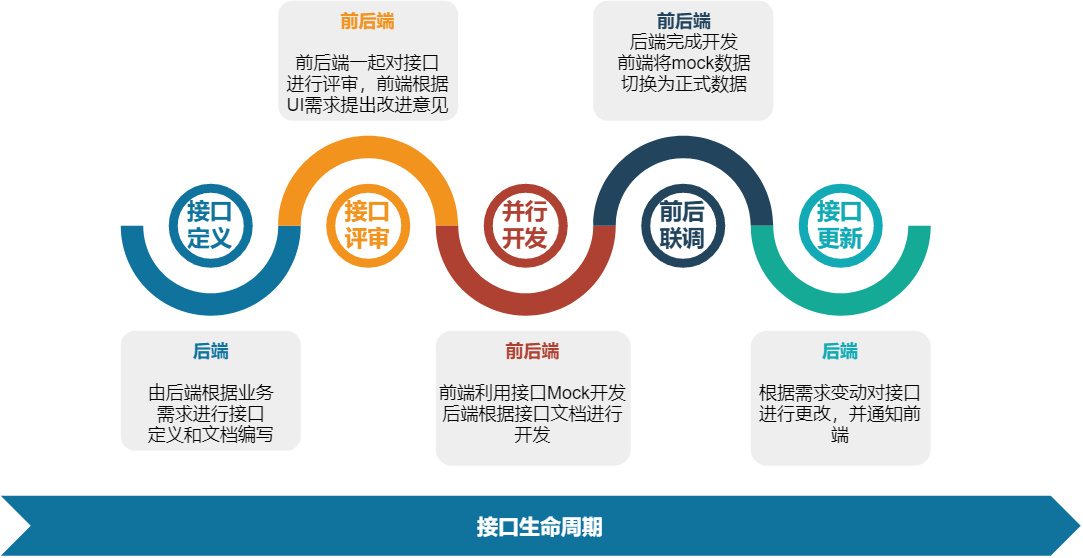 前后端
前后端一起对接口
进行评审，前端根据
UI需求提出改进意见
前后端
后端完成开发
前端将mock数据
切换为正式数据
接口
定义
接口
评审
并行
开发
前后
联调
接口
更新
后端
由后端根据业务
需求进行接口
定义和文档编写
前后端
前端利用接口Mock开发
后端根据接口文档进行
开发
后端
根据需求变动对接口
进行更改，并通知前
端
接口生命周期